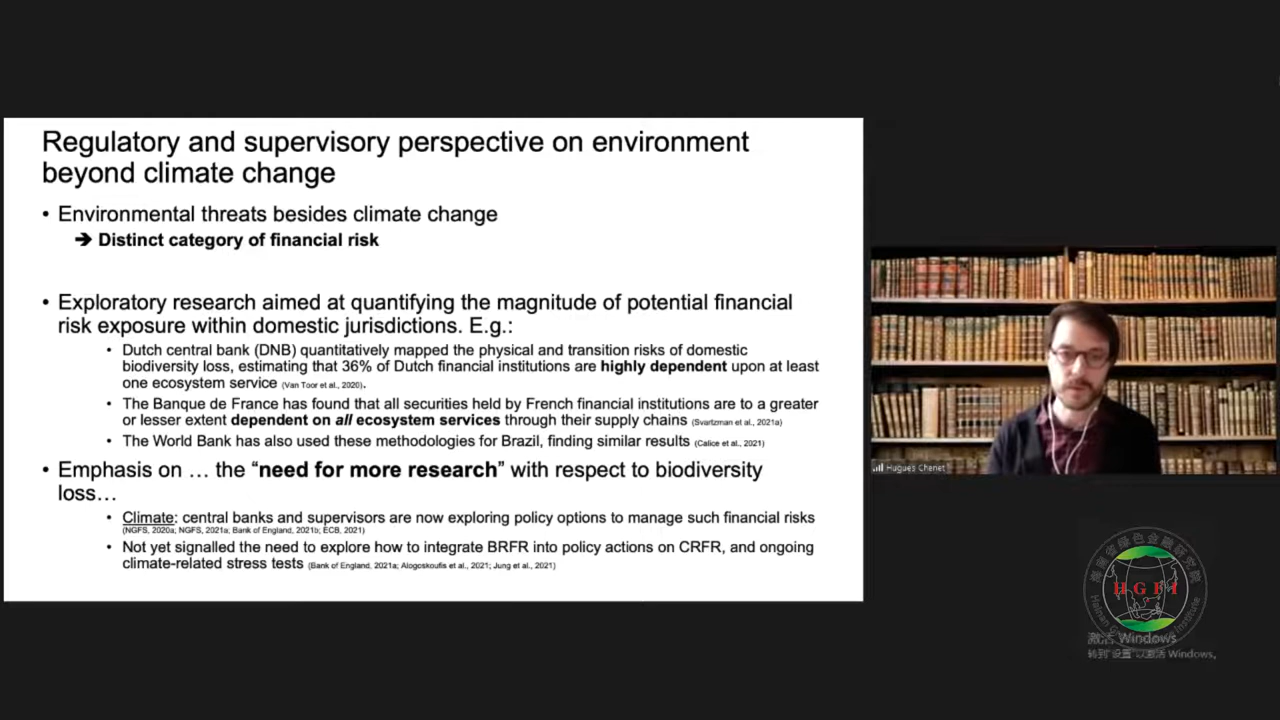 Regulatory and supervisory perspective on environment
beyond climate change
• Environmental threats besides climate change
➔ Distinct category of financial risk
• Exploratory research aimed at quantifying the magnitude of potential financial
risk exposure within domestic jurisdictions. E.g.:
• Dutch central bank (DNB) quantitatively mapped the physical and transition risks of domestic
biodiversity loss, estimating that 36% of Dutch financial institutions are highly dependent upon at least
one ecosystem service (Van Toor et al., 2020).
• The Banque de France has found that all securities held by French financial institutions are to a greater
or lesser extent dependent on all ecosystem services through their supply chains (Svartzman et al., 2021a)
• The World Bank has also used these methodologies for Brazil, finding similar results (Calice et al., 2021)
• Emphasis on … the “need for more research” with respect to biodiversity
loss…
• Climate: central banks and supervisors are now exploring policy options to manage such financial risks
(NGFS, 2020a; NGFS, 2021a; Bank of England, 2021b; ECB, 2021)
• Not yet signalled the need to explore how to integrate BRFR into policy actions on CRFR, and ongoing
climate-related stress tests (Bank of England, 2021a; Alogoskoufis et al., 2021; Jung et al., 2021)
Hugues Chenet
HGFI
Hainan
Institute
激活 Windows
转到"设置"以激活 Windows。